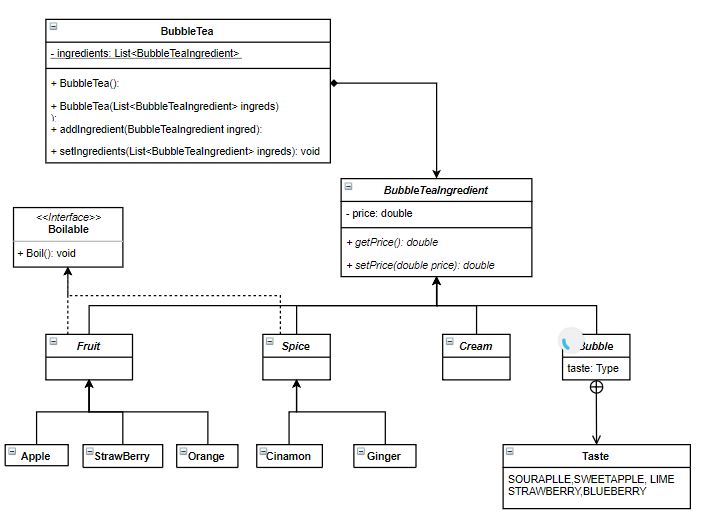 BubbleTea
- ingredients: List<BubbleTeaIngredient>
+ BubbleTea():
+ BubbleTea(List<BubbleTeaIngredient> ingreds)
):
+ addIngredient(BubbleTeaIngredient ingred):
+ setIngredients(List<BubbleTeaIngredient> ingreds): void
BubbleTeaIngredient
- price: double
+ getPrice(): double
+ setPrice(double price): double
<<Interface>>
Boilable
+ Boil(): void
Fruit
Spice
Cream
Bubble
taste: Type
Apple
StrawBerry
Orange
Cinamon
Ginger
Taste
SOURAPLLE,SWEETAPPLE, LIME
STRAWBERRY,BLUEBERRY